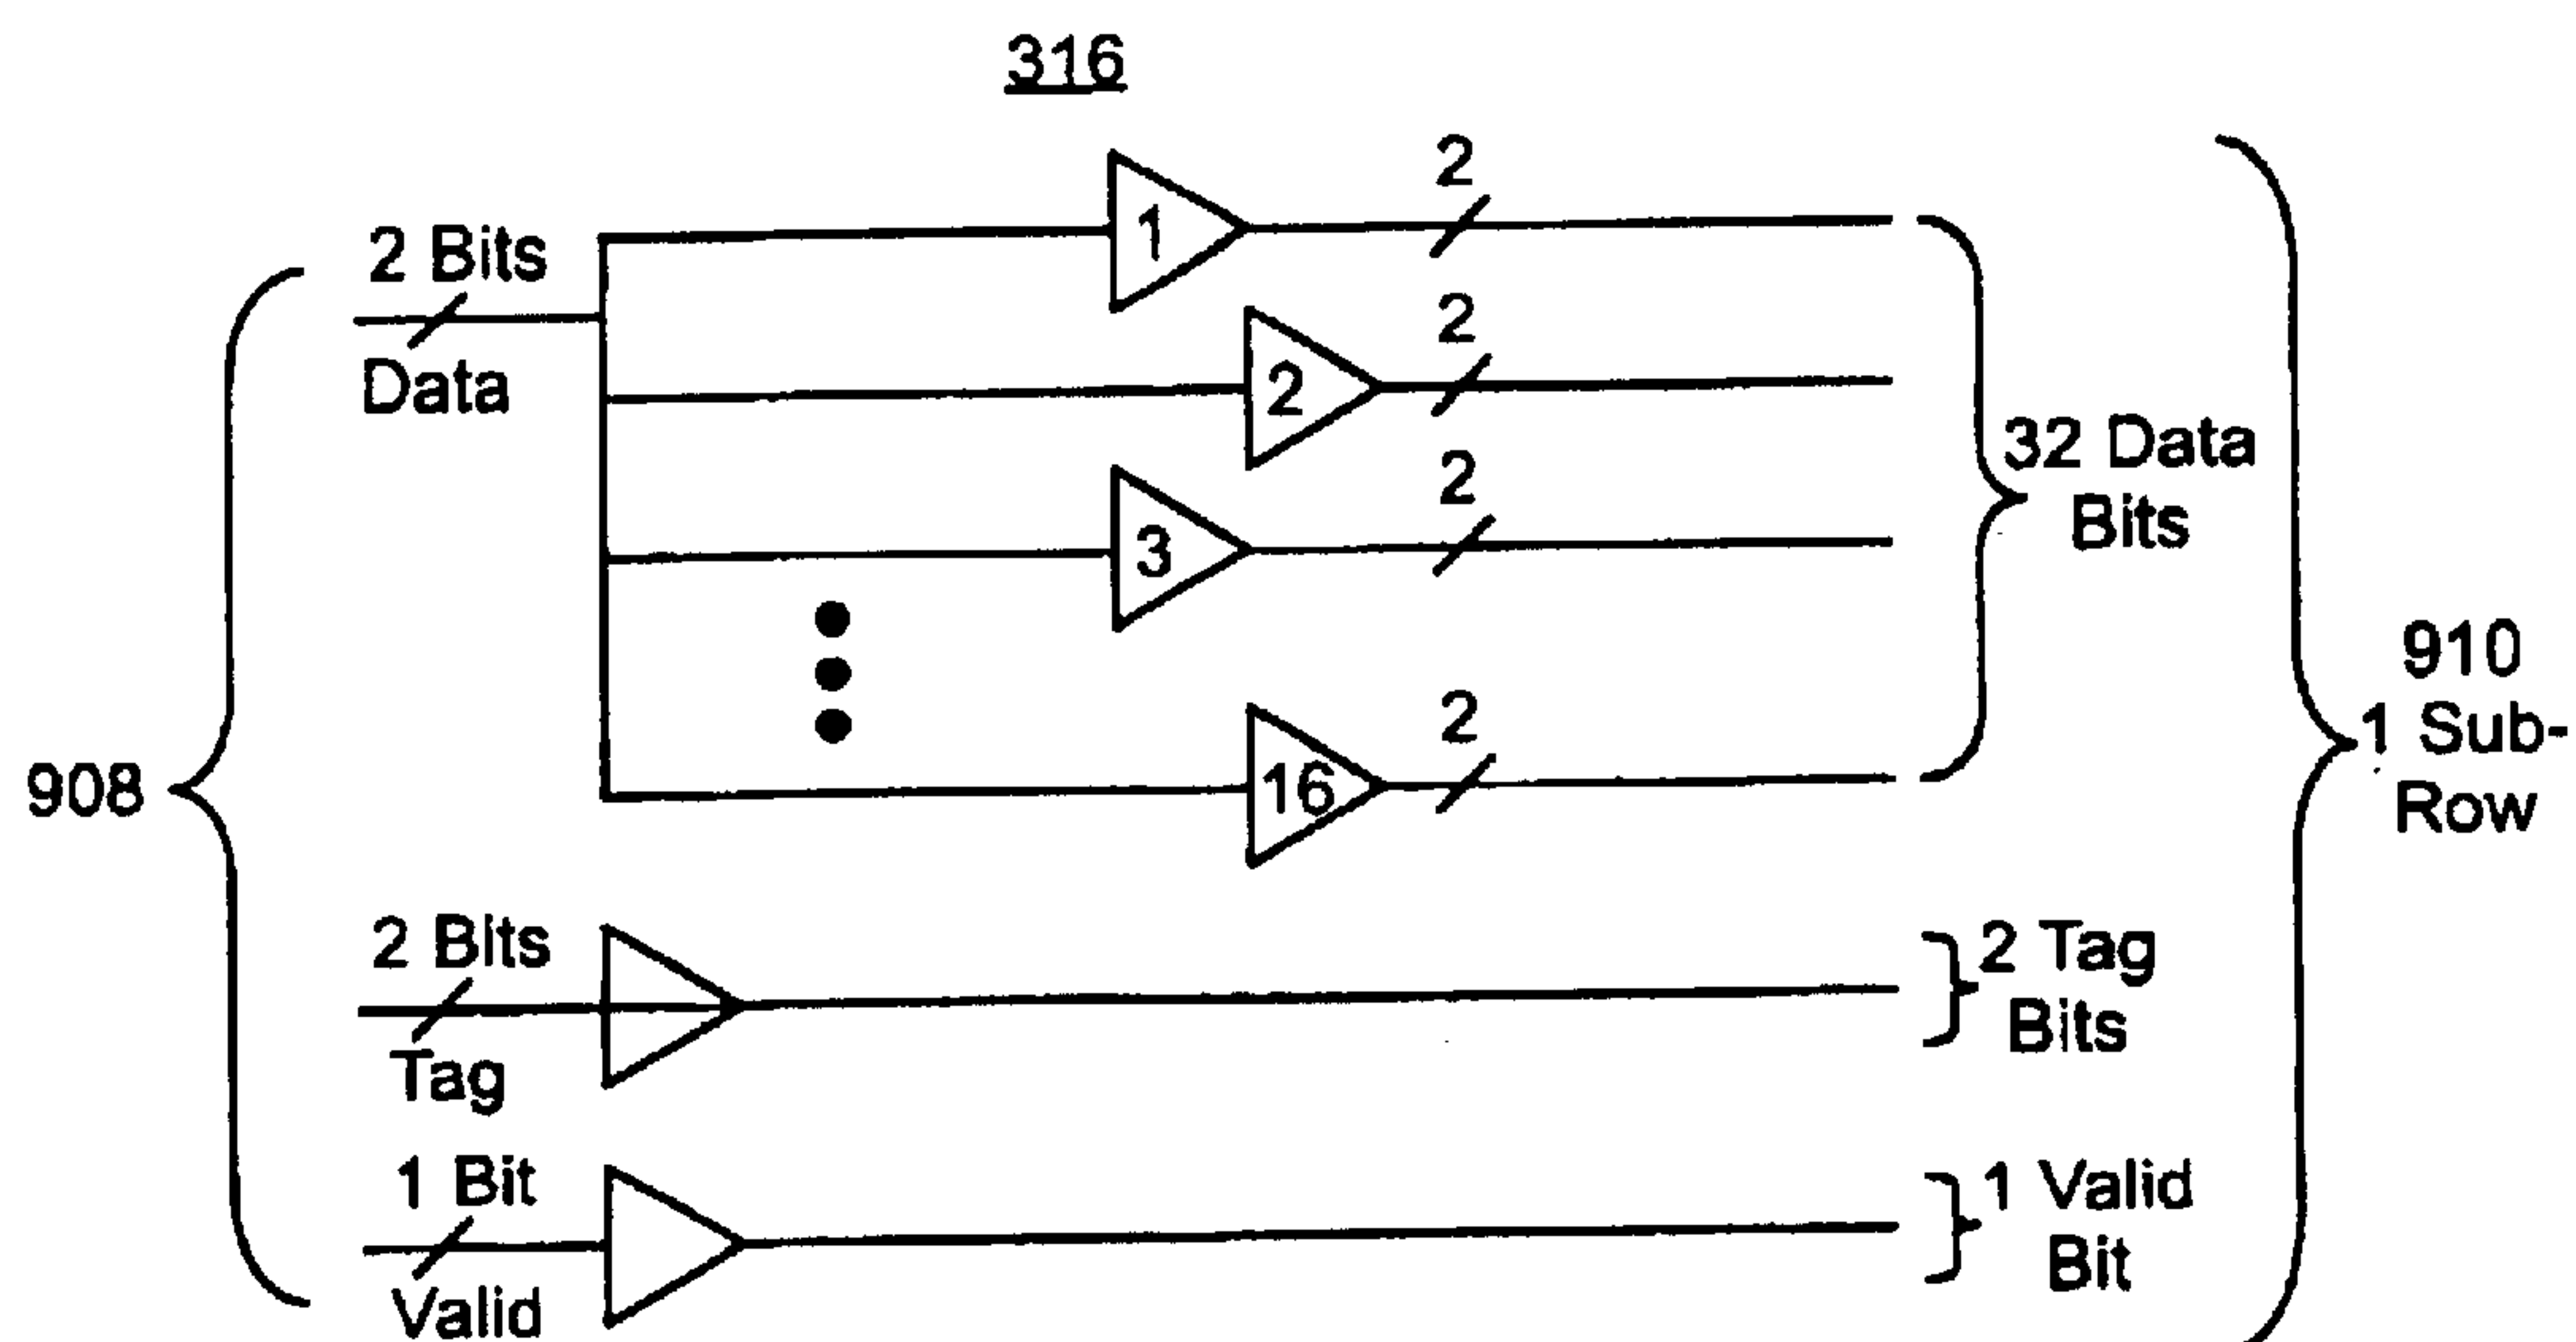 316
2 Bits
Data
1
2
2
2
3
2
16
2
32 Data
Bits
908
910
1 Sub-
Row
2 Bits
Tag
2 Tag
Bits
1 Bit
Valid
1 Valid
Bit